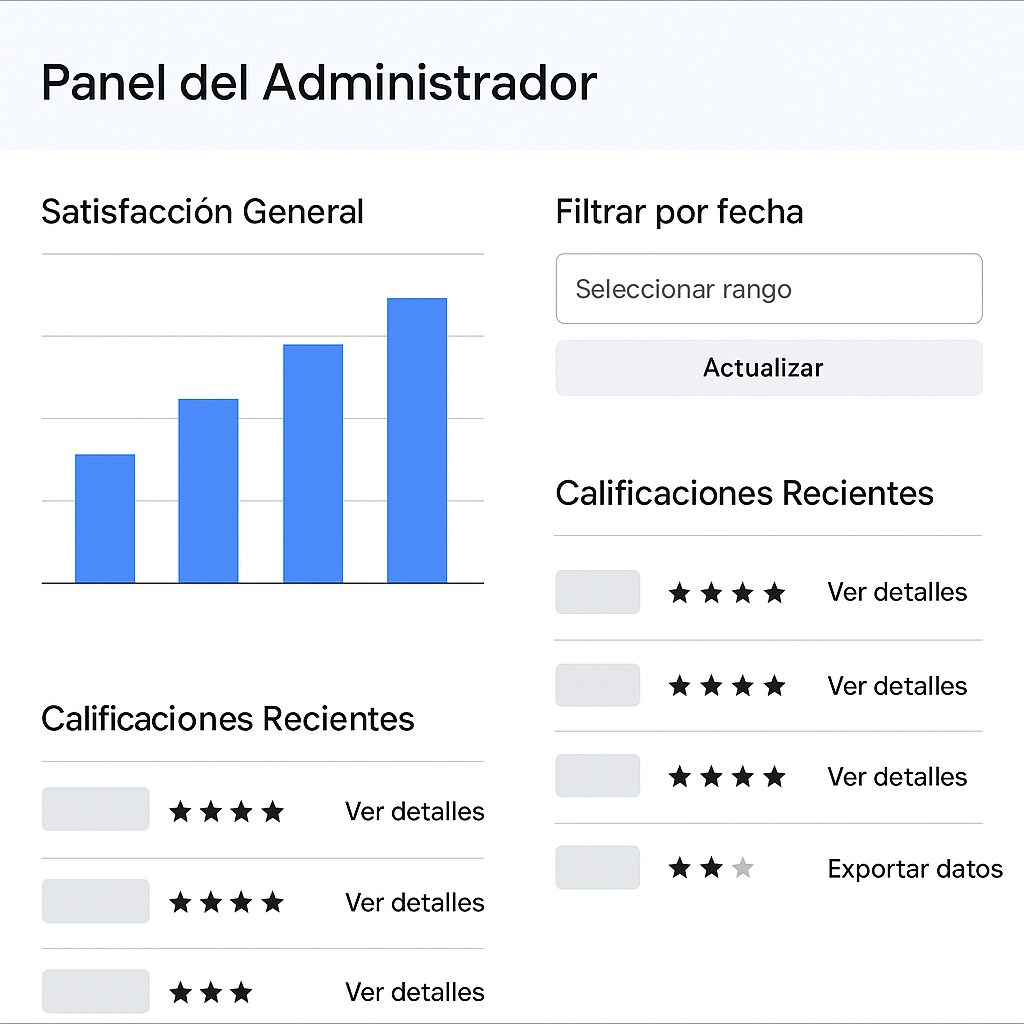 Panel del Administrador
Satisfacción General
Filtrar por fecha
Seleccionar rango
Actualizar
Calificaciones Recientes
Ver detalles
Ver detalles
Ver detalles
Exportar datos
Calificaciones Recientes
Ver detalles
Ver detalles
Ver detalles